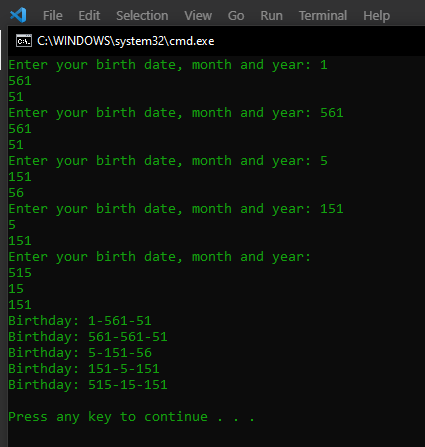 File Edit Selection View Go Run Terminal Help
C:\WINDOWS\system32\cmd.exe
Enter your birth date, month and year: 1
561
51
Enter your birth date, month and year: 561
561
51
Enter your birth date, month and year: 5
151
56
Enter your birth date, month and year: 151
5
151
Enter your birth date, month and year:
515
15
151
Birthday: 1-561-51
Birthday: 561-561-51
Birthday: 5-151-56
Birthday: 151-5-151
Birthday: 515-15-151
Press any key to continue . . .